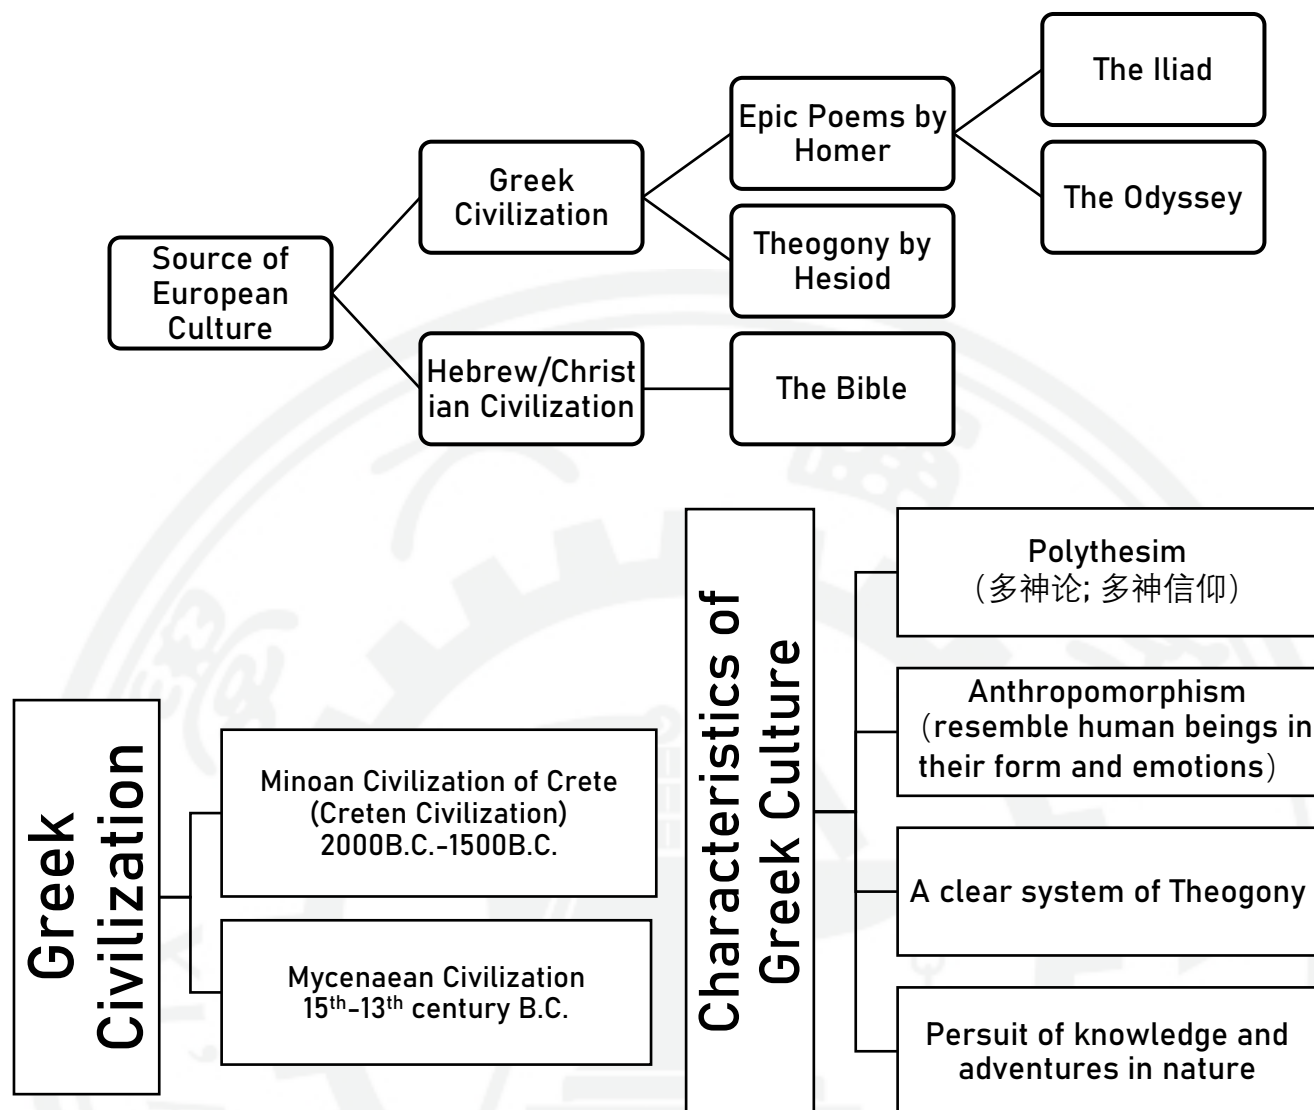 Source of
European
Culture
Greek
Civilization
Hebrew/Christ
ian Civilization
Epic Poems by
Homer
Theogony by
Hesiod
The Bible
The Iliad
The Odyssey
Greek
Civilization
Minoan Civilization of Crete
(Creten Civilization)
2000B.C.-1500B.C.
Mycenaean Civilization
15th-13th century B.C.
Characteristics of
Greek Culture
Polythesim
（多神论; 多神信仰）
Anthropomorphism
（resemble human beings in
their form and emotions）
A clear system of Theogony
Persuit of knowledge and
adventures in nature